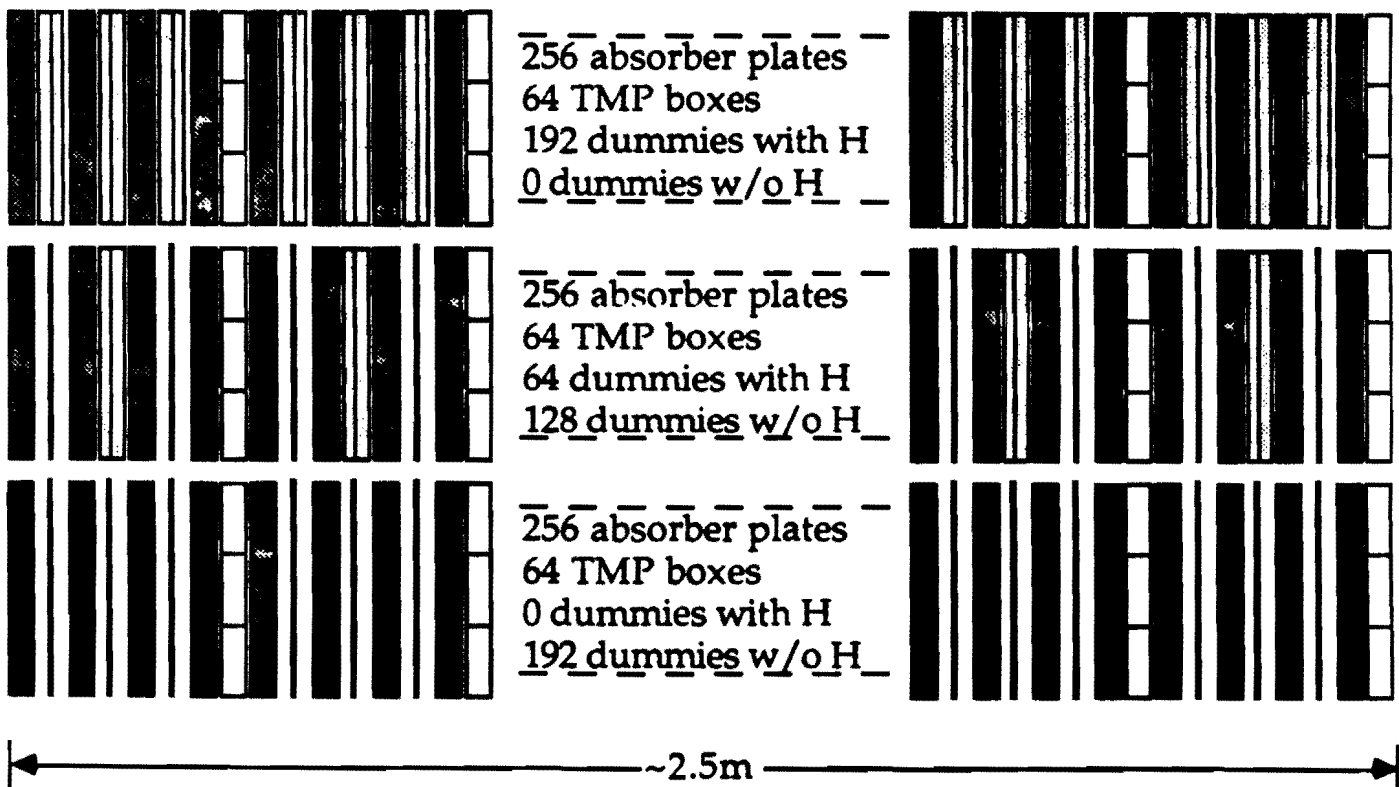 256 absorber plates
64 TMP boxes
192 dummies with H
0 dummies w/o H
256 absorber plates
64 TMP boxes
64 dummies with H
128 dummies w/o H
256 absorber plates
64 TMP boxes
0 dummies with H
192 dummies w/o H
~2.5m